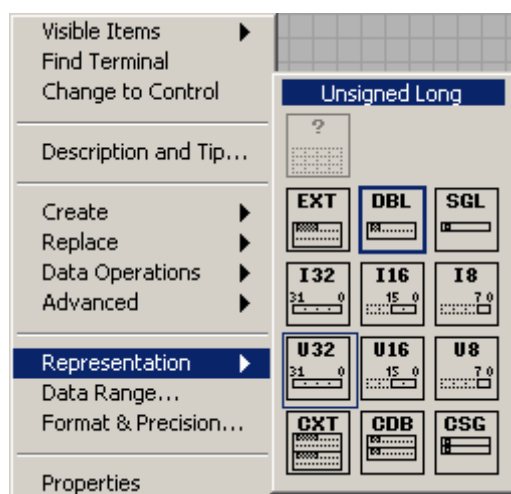 Visible Items
Find Terminal
Change to Control
Description and Tip...
Create
Replace
Data Operations
Advanced
Representation
Data Range...
Format & Precision...
Properties
Unsigned Long
?
EXT DBL SGL
I32 I16 I8
31 0 15 0 7 0
U32 U16 U8
31 0 15 0 7 0
CXT CDB CSG